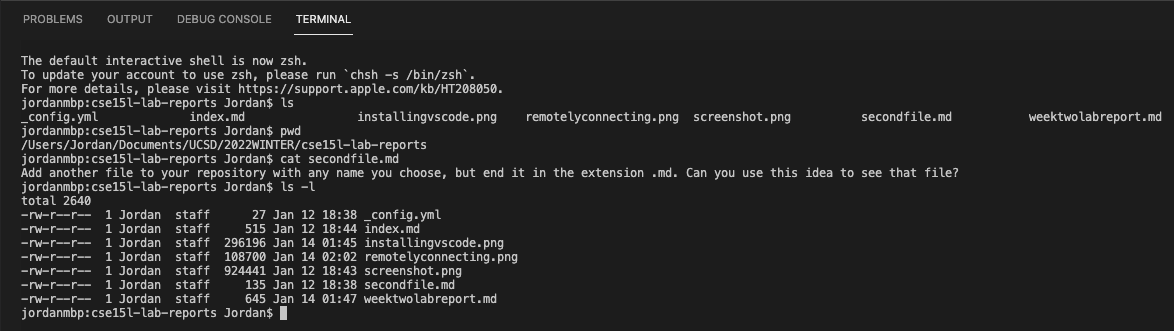 PROBLEMS OUTPUT DEBUG CONSOLE TERMINAL
The default interactive shell is now zsh.
To update your account to use zsh, please run `chsh -s /bin/zsh`.
For more details, please visit https://support.apple.com/kb/HT208050.
jordanmbp:cse15l-lab-reports Jordan$ ls
_config.yml index.md installingvscode.png remotelyconnecting.png screenshot.png secondfile.md weektwolabreport.md
jordanmbp:cse15l-lab-reports Jordan$ pwd
/Users/Jordan/Documents/UCSD/2022WINTER/cse15l-lab-reports
jordanmbp:cse15l-lab-reports Jordan$ cat secondfile.md
Add another file to your repository with any name you choose, but end it in the extension .md. Can you use this idea to see that file?
jordanmbp:cse15l-lab-reports Jordan$ ls -l
total 2640
-rw-r--r-- 1 Jordan staff 27 Jan 12 18:38 _config.yml
-rw-r--r-- 1 Jordan staff 515 Jan 12 18:44 index.md
-rw-r--r-- 1 Jordan staff 296196 Jan 14 01:45 installingvscode.png
-rw-r--r-- 1 Jordan staff 108700 Jan 14 02:02 remotelyconnecting.png
-rw-r--r-- 1 Jordan staff 924441 Jan 12 18:43 screenshot.png
-rw-r--r-- 1 Jordan staff 135 Jan 12 18:38 secondfile.md
-rw-r--r-- 1 Jordan staff 645 Jan 14 01:47 weektwolabreport.md
jordanmbp:cse15l-lab-reports Jordan$